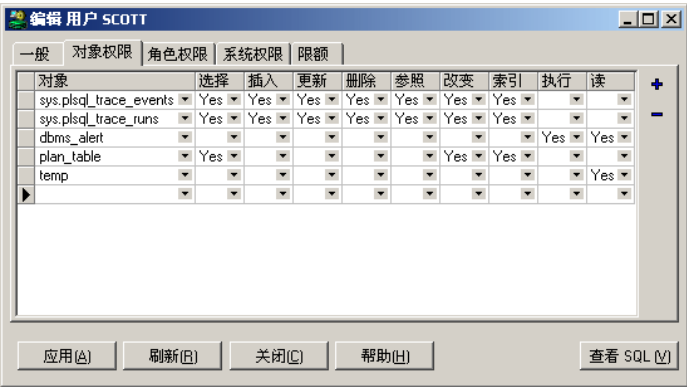 编辑 用户 SCOTT
一般 对象权限 角色权限 系统权限 限额
对象 选择 插入 更新 删除 参照 改变 索引 执行 读
sys.plsql_trace_events Yes Yes Yes Yes Yes Yes Yes
sys.plsql_trace_runs Yes Yes Yes Yes Yes Yes Yes
dbms_alert Yes Yes
plan_table Yes Yes Yes
temp Yes
应用(A) 刷新(R) 关闭(C) 帮助(H) 查看 SQL (V)